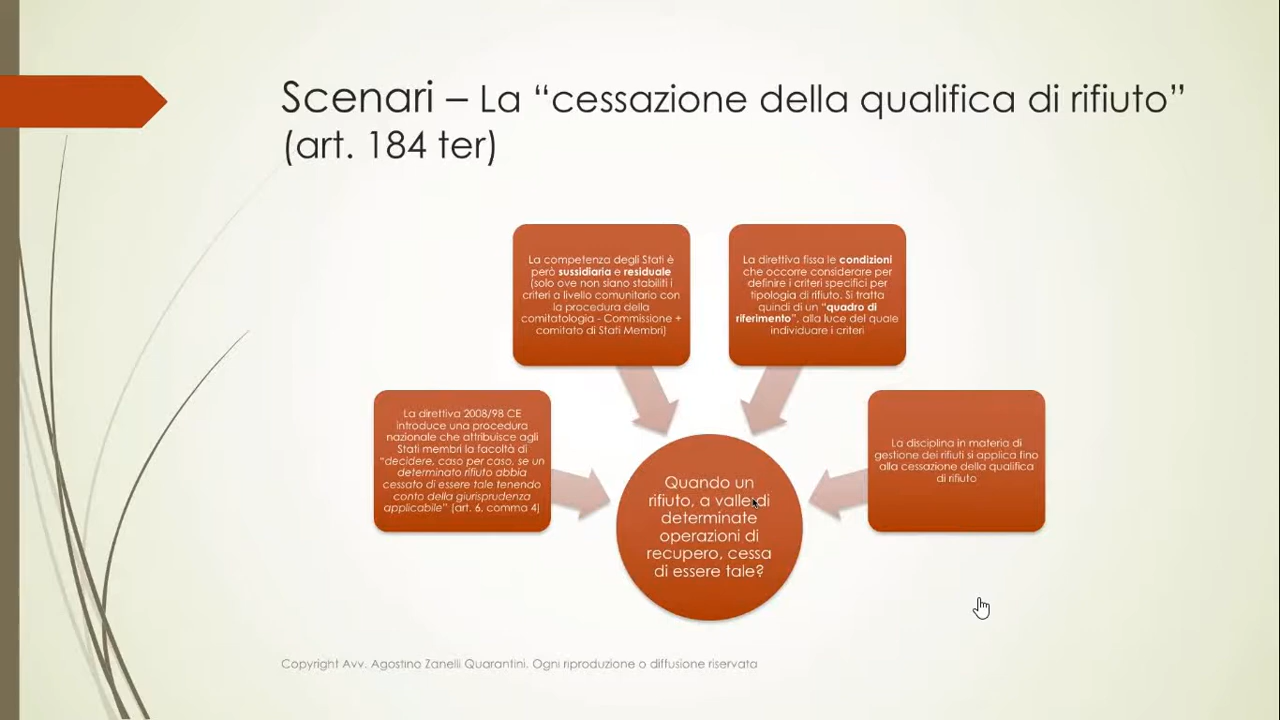 Scenari – La “cessazione della qualifica di rifiuto”
(art. 184 ter)
La competenza degli Stati è
però sussidiaria e residuale
(solo ove non siano stabiliti i
criteri a livello comunitario con
la procedura della
comitatologia - Commissione +
comitato di Stati Membri)
La direttiva fissa le condizioni
che occorre considerare per
definire i criteri specifici per
tipologia di rifiuto. Si tratta
quindi di un “quadro di
riferimento”, alla luce del quale
individuare i criteri
La direttiva 2008/98 CE
introduce una procedura
nazionale che attribuisce agli
Stati membri la facoltà di
“decidere, caso per caso, se un
determinato rifiuto abbia
cessato di essere tale tenendo
conto della giurisprudenza
applicabile” (art. 6, comma 4)
La disciplina in materia di
gestione dei rifiuti si applica fino
alla cessazione della qualifica
di rifiuto
Quando un
rifiuto, a valle di
determinate
operazioni di
recupero, cessa
di essere tale?
Copyright Avv. Agostino Zanelli Quarantini. Ogni riproduzione o diffusione riservata